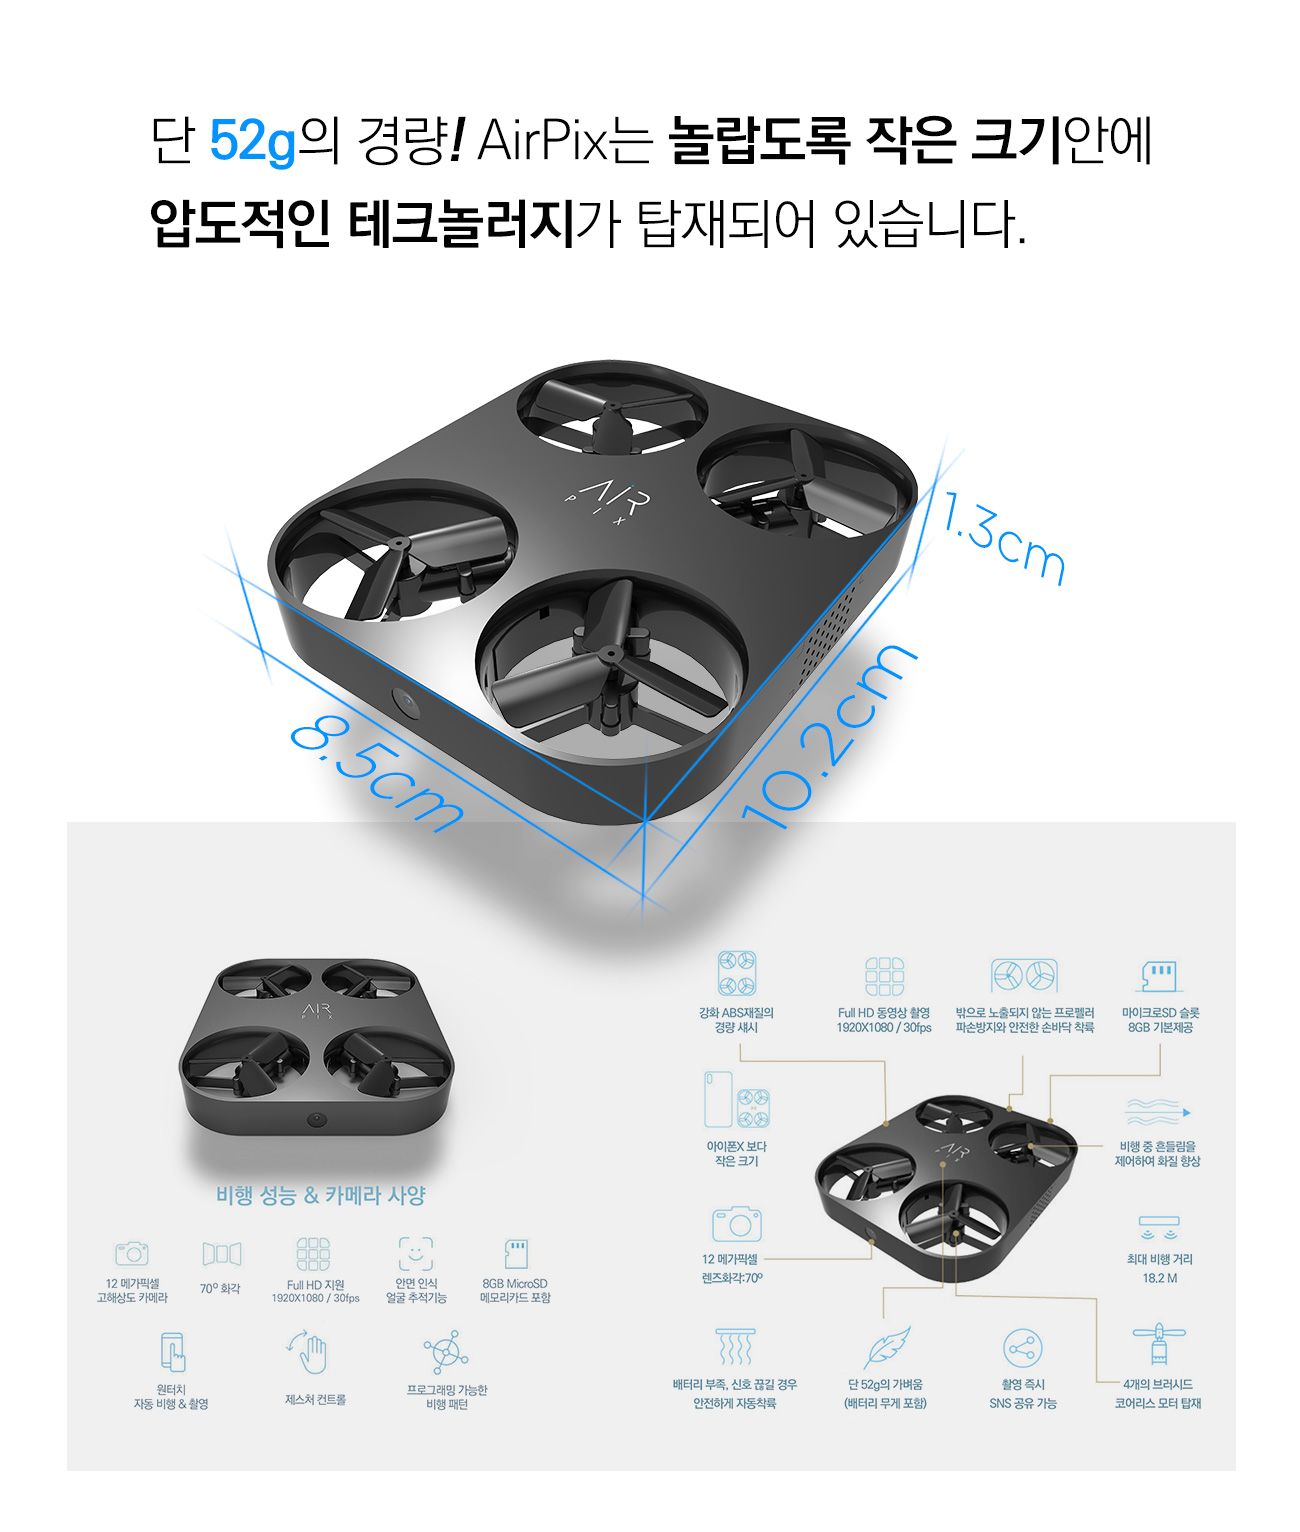 단 52g의 경량! AirPix는 놀랍도록 작은 크기안에
압도적인 테크놀러지가 탑재되어 있습니다.
AIR
PIX
1.3cm
8.5cm
10.2cm
AIR
PIX
비행 성능 & 카메라 사양
12 메가픽셀
고해상도 카메라
70º 화각
Full HD 지원
1920X1080 / 30fps
안면 인식
얼굴 추적기능
8GB MicroSD
메모리카드 포함
원터치
자동 비행 & 촬영
제스처 컨트롤
프로그래밍 가능한
비행 패턴
강화 ABS재질의
경량 섀시
Full HD 동영상 촬영
1920X1080 / 30fps
밖으로 노출되지 않는 프로펠러
파손방지와 안전한 손바닥 착륙
마이크로SD 슬롯
8GB 기본제공
아이폰X 보다
작은 크기
비행 중 흔들림을
제어하여 화질 향상
AIR
PIX
12 메가픽셀
렌즈화각:70º
최대 비행 거리
18.2 M
배터리 부족, 신호 끊길 경우
안전하게 자동착륙
단 52g의 가벼움
(배터리 무게 포함)
촬영 즉시
SNS 공유 가능
4개의 브러시드
코어리스 모터 탑재